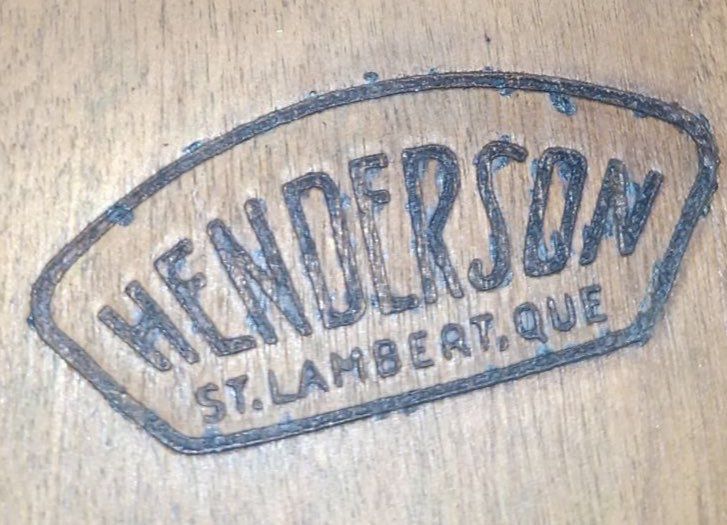 HENDERSON
ST. LAMBERT, QUE